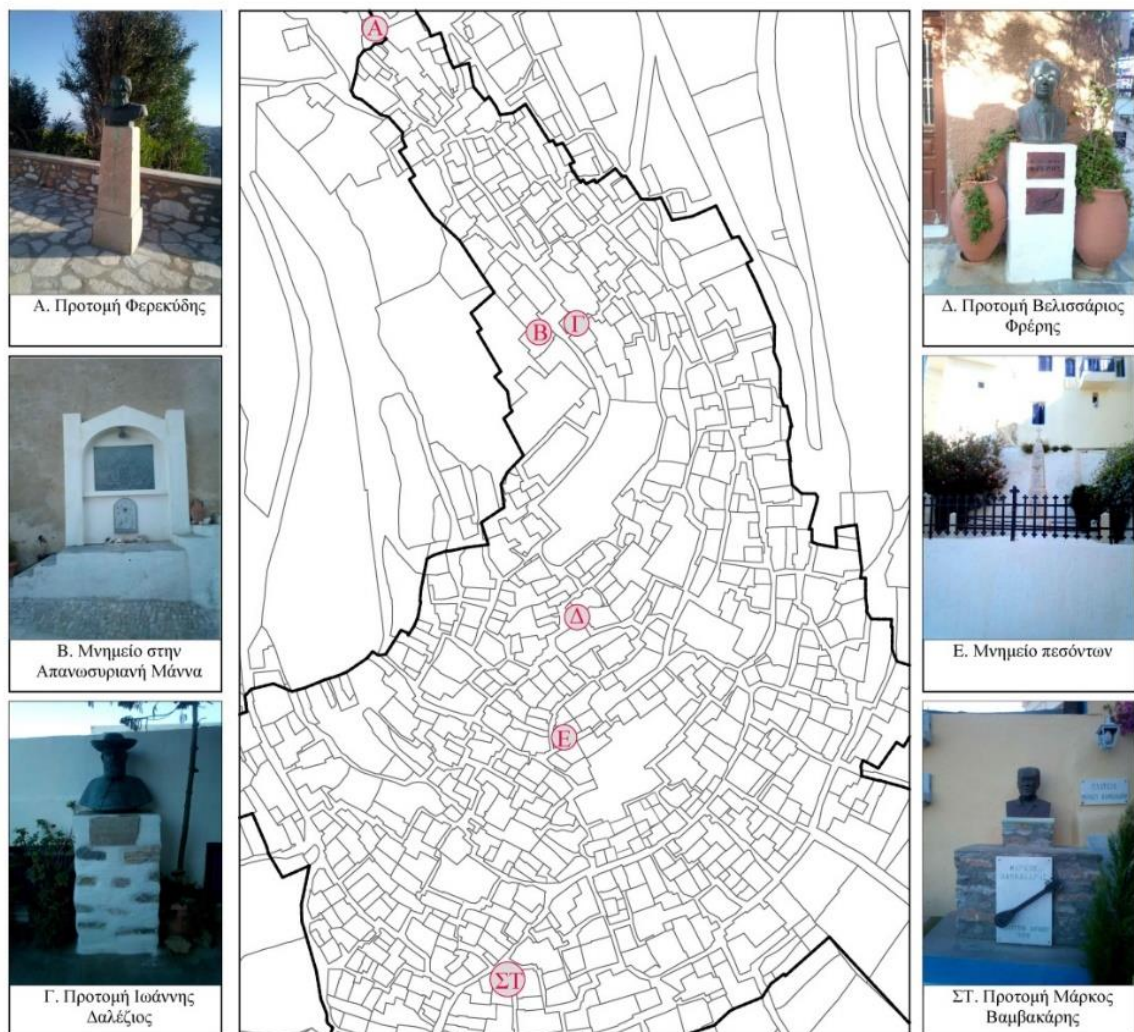 Α. Προτομή Φερεκύδης
Β. Μνημείο στην
Απανωσυριανή Μάννα
Γ. Προτομή Ιωάννης
Δαλέζιος
Α
Β
Γ
Δ
Ε
ΣΤ
Δ. Προτομή Βελισσάριος
Φρέρης
Ε. Μνημείο πεσόντων
ΣΤ. Προτομή Μάρκος
Βαμβακάρης